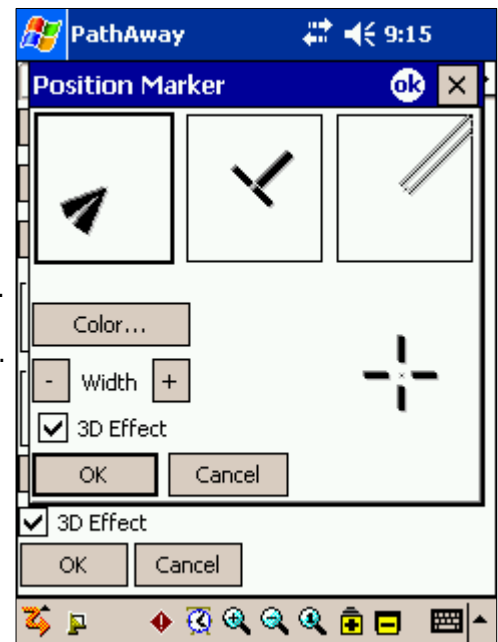 PathAway 9:15
Position Marker ok
Color...
- Width +
3D Effect
OK Cancel
3D Effect
OK Cancel